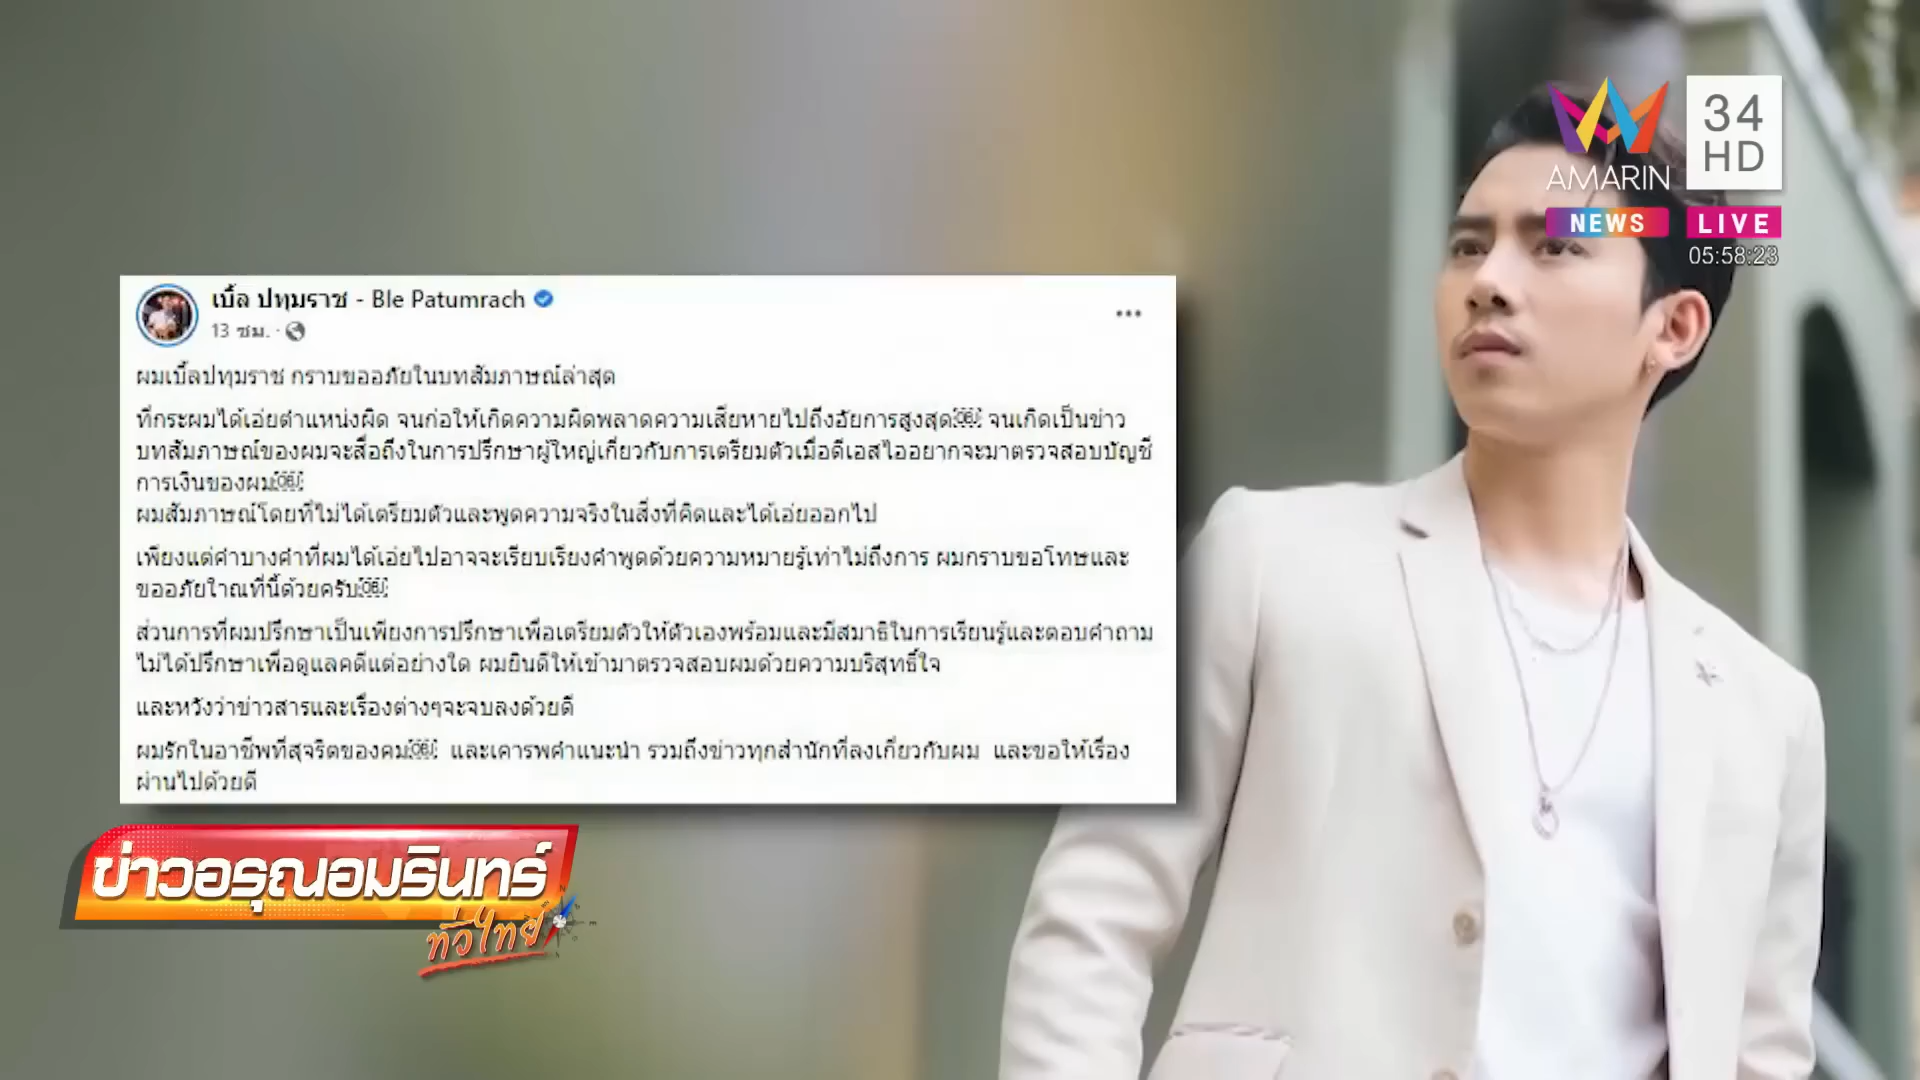 AMARIN
34
HD
NEWS
LIVE
05:58:23
เบิ้ล ปทุมราช - Ble Patumrach
13 ชม.
ผมเบิ้ลปทุมราช กราบขออภัยในบทสัมภาษณ์ล่าสุด
ที่กระผมได้เอ่ยตำแหน่งผิด จนก่อให้เกิดความผิดพลาดความเสียหายไปถึงอัยการสูงสุด￼ จนเกิดเป็นข่าว
บทสัมภาษณ์ของผมจะสื่อถึงในการปรึกษาผู้ใหญ่เกี่ยวกับการเตรียมตัวเมื่อดีเอสไออยากจะมาตรวจสอบบัญชี
การเงินของผม￼
ผมสัมภาษณ์โดยที่ไม่ได้เตรียมตัวและพูดความจริงในสิ่งที่คิดและได้เอ่ยออกไป
เพียงแต่คำบางคำที่ผมได้เอ่ยไปอาจจะเรียบเรียงคำพูดด้วยความหมายรู้เท่าไม่ถึงการ ผมกราบขอโทษและ
ขออภัยใาณที่นี้ด้วยครับ￼
ส่วนการที่ผมปรึกษาเป็นเพียงการปรึกษาเพื่อเตรียมตัวให้ตัวเองพร้อมและมีสมาธิในการเรียนรู้และตอบคำถาม
ไม่ได้ปรึกษาเพื่อดูแลคดีแต่อย่างใด ผมยินดีให้เข้ามาตรวจสอบผมด้วยความบริสุทธิ์ใจ
และหวังว่าข่าวสารและเรื่องต่างๆจะจบลงด้วยดี
ผมรักในอาชีพที่สุจริตของคม￼ และเคารพคำแนะนำ รวมถึงข่าวทุกสำนักที่ลงเกี่ยวกับผม และขอให้เรื่อง
ผ่านไปด้วยดี
ข่าวอรุณอมรินทร์
ทั่วไทย